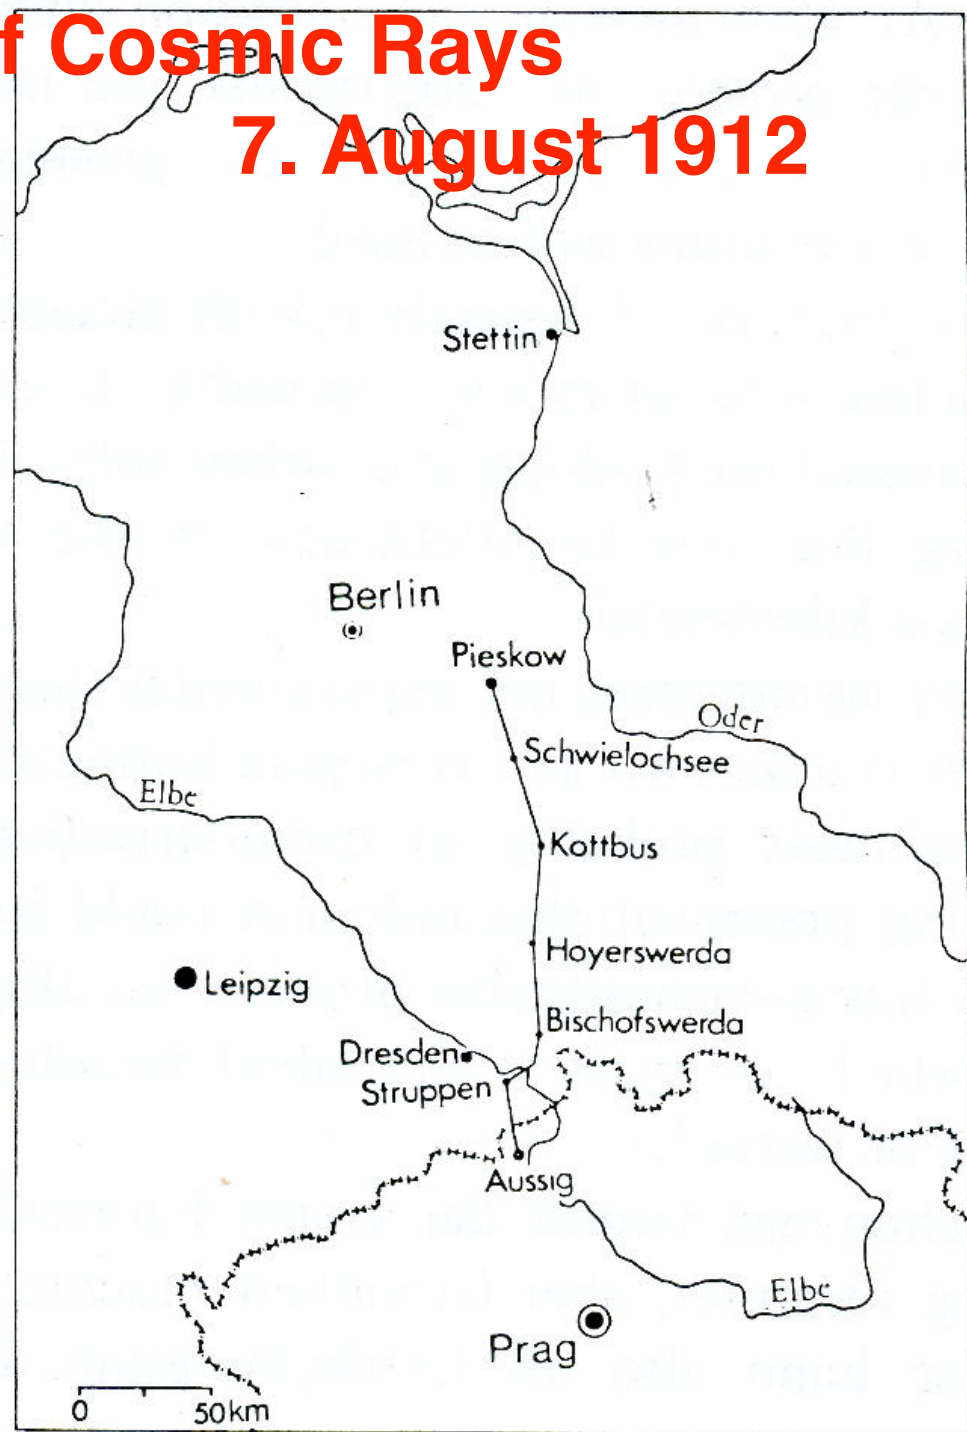 f Cosmic Rays
7. August 1912
Stettin
Berlin
Pieskow
Oder
Schwielochsee
Elbe
Kottbus
Hoyerswerda
Leipzig
Bischofswerda
Dresden
Struppen
Aussig
Elbe
Prag
0 50km